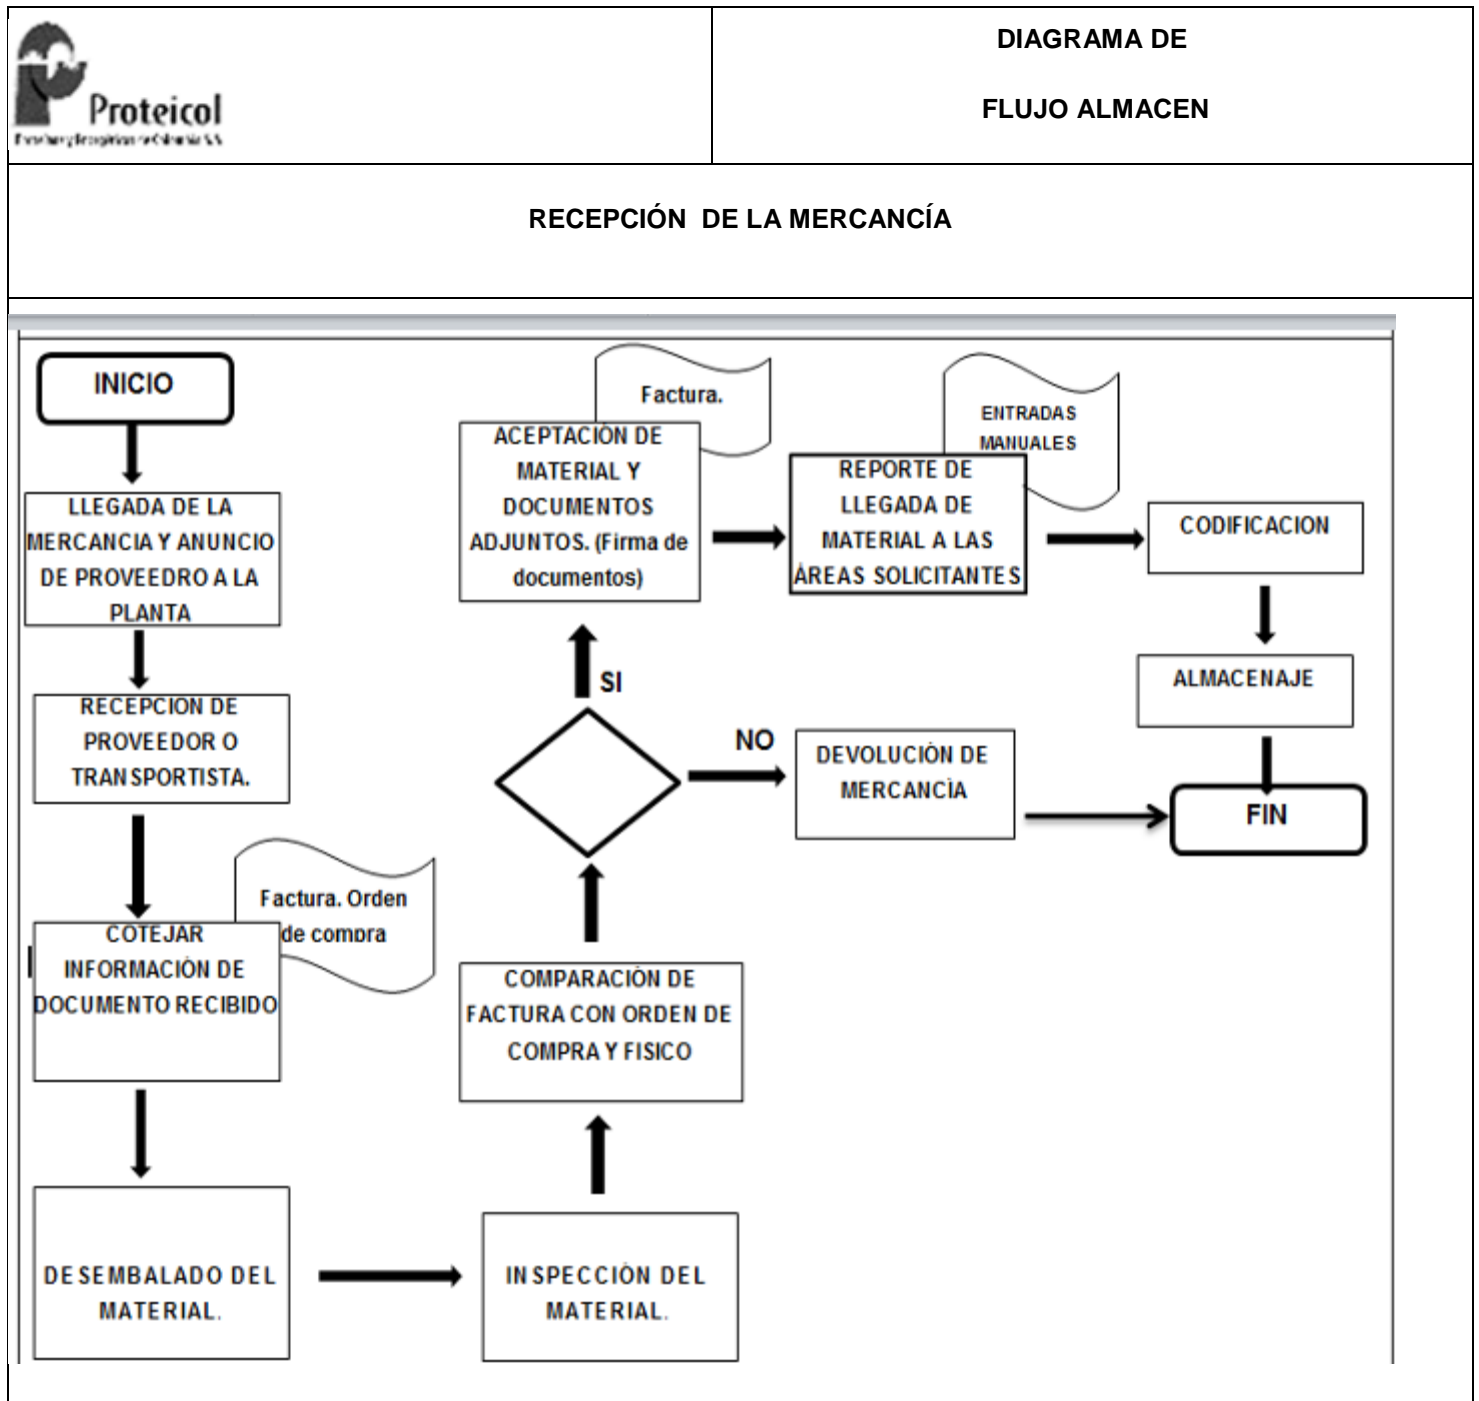 Proteicol
DIAGRAMA DE
FLUJO ALMACEN
RECEPCIÓN DE LA MERCANCÍA
INICIO
LLEGADA DE LA
MERCANCIA Y ANUNCIO
DE PROVEEDRO A LA
PLANTA
RECEPCION DE
PROVEEDOR O
TRANSPORTISTA.
Factura. Orden
de compra
COTEJAR
INFORMACIÓN DE
DOCUMENTO RECIBIDO
DESEMBALADO DEL
MATERIAL.
INSPECCIÓN DEL
MATERIAL.
COMPARACIÓN DE
FACTURA CON ORDEN DE
COMPRA Y FISICO
SI
NO
Factura.
ACEPTACIÓN DE
MATERIAL Y
DOCUMENTOS
ADJUNTOS. (Firma de
documentos)
ENTRADAS
MANUALES
REPORTE DE
LLEGADA DE
MATERIAL A LAS
ÁREAS SOLICITANTES
CODIFICACION
ALMACENAJE
DEVOLUCIÓN DE
MERCANCÌA
FIN